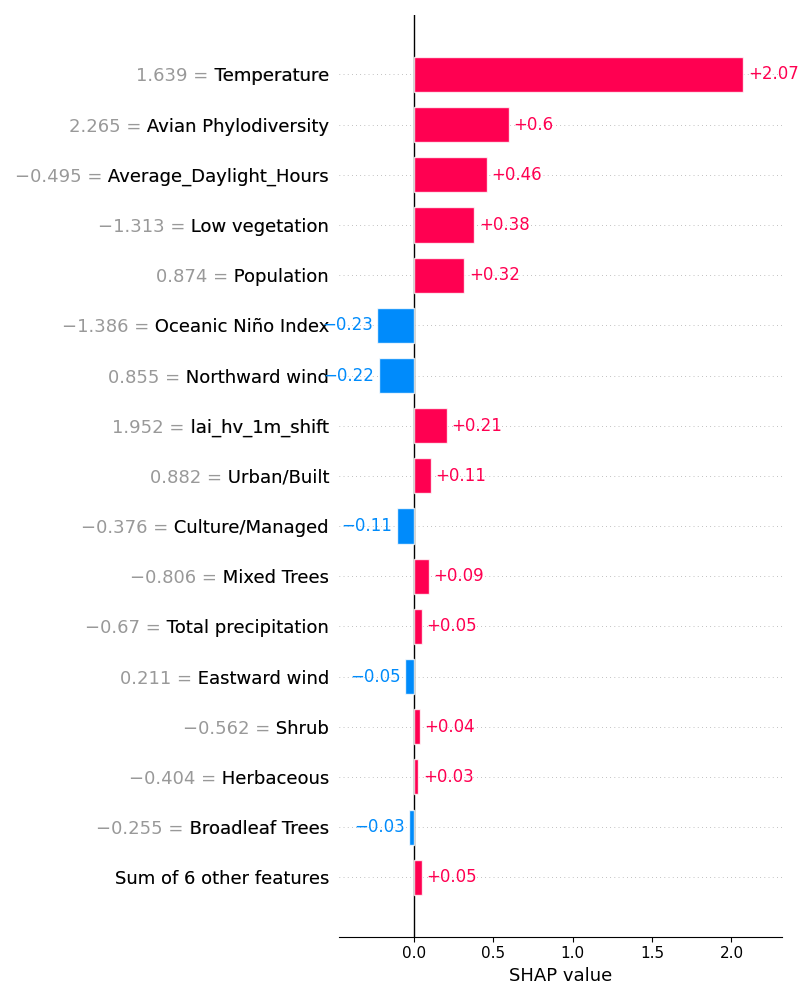 1.639 = Temperature +2.07
2.265 = Avian Phylodiversity +0.6
−0.495 = Average_Daylight_Hours +0.46
−1.313 = Low vegetation +0.38
0.874 = Population +0.32
−1.386 = Oceanic Niño Index −0.23
0.855 = Northward wind −0.22
1.952 = lai_hv_1m_shift +0.21
0.882 = Urban/Built +0.11
−0.376 = Culture/Managed −0.11
−0.806 = Mixed Trees +0.09
−0.67 = Total precipitation +0.05
0.211 = Eastward wind −0.05
−0.562 = Shrub +0.04
−0.404 = Herbaceous +0.03
−0.255 = Broadleaf Trees −0.03
Sum of 6 other features +0.05
0.0 0.5 1.0 1.5 2.0
SHAP value